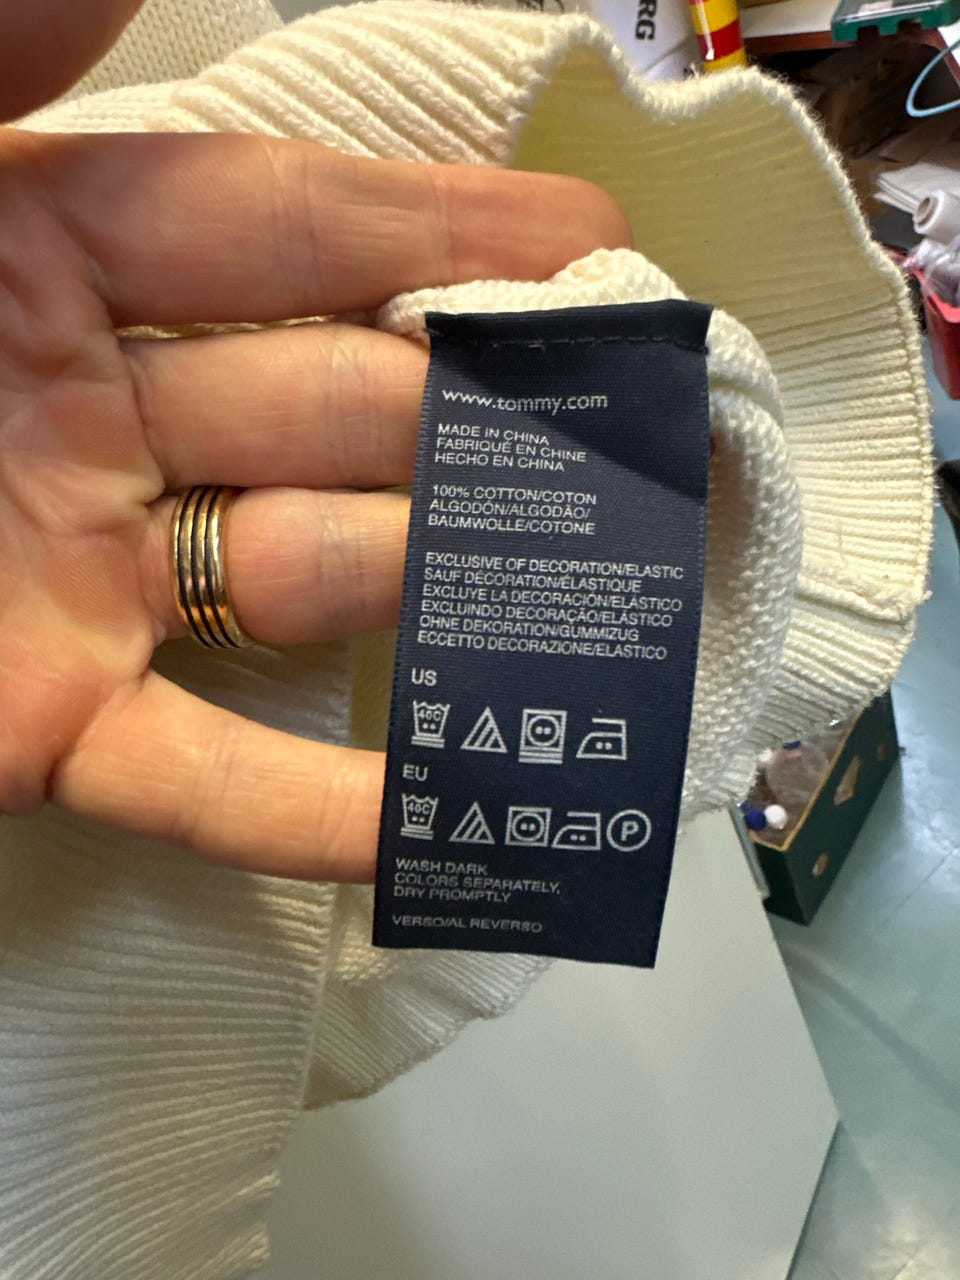 RG
www.tommy.com
MADE IN CHINA
FABRIQUÉ EN CHINE
HECHO EN CHINA
100% COTTON/COTON
ALGODÓN/ALGODÃO/
BAUMWOLLE/COTONE
EXCLUSIVE OF DECORATION/ELASTIC
SAUF DÉCORATION/ÉLASTIQUE
EXCLUYE LA DECORACIÓN/ELÁSTICO
EXCLUINDO DECORAÇÃO/ELÁSTICO
OHNE DEKORATION/GUMMIZUG
ECCETTO DECORAZIONE/ELASTICO
US
40C
EU
40C
P
WASH DARK
COLORS SEPARATELY,
DRY PROMPTLY
VERSO/AL REVERSO